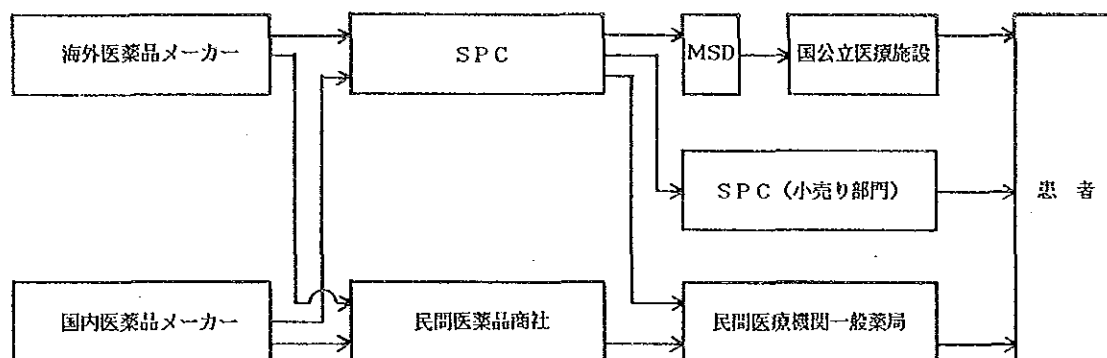 海外医薬品メーカー
SPC
MSD
国公立医療施設
SPC（小売り部門）
患 者
国内医薬品メーカー
民間医薬品商社
民間医療機関一般薬局